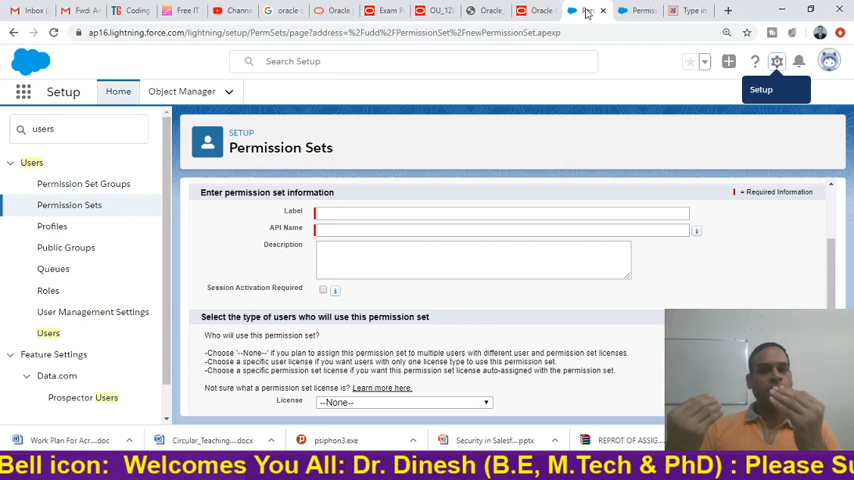 Inbox (
Fwd: Ar
TG Coding
Free IT
Channe
oracle c
Oracle (
Exam P
OU_1Z0
Oracle_
Oracle
Per
Permiss
Type in
ap16.lightning.force.com/lightning/setup/PermSets/page?address=%2Fudd%2FPermissionSet%2FnewPermissionSet.apexp
Search Setup
Setup
Home
Object Manager
Setup
users
Users
Permission Set Groups
Permission Sets
Profiles
Public Groups
Queues
Roles
User Management Settings
Users
Feature Settings
Data.com
Prospector Users
SETUP
Permission Sets
Enter permission set information
= Required Information
Label
API Name
Description
Session Activation Required
Select the type of users who will use this permission set
Who will use this permission set?
-Choose '--None--' if you plan to assign this permission set to multiple users with different user and permission set licenses.
-Choose a specific user license if you want users with only one license type to use this permission set.
-Choose a specific permission set license if you want this permission set license auto-assigned with the permission set.
Not sure what a permission set license is? Learn more here.
License
--None--
Work Plan For Acr....doc
Circular_Teaching....docx
psiphon3.exe
Security in Salesf....pptx
REPROT OF ASSIG
Bell icon: Welcomes You All: Dr. Dinesh (B.E, M.Tech & PhD) : Please Su